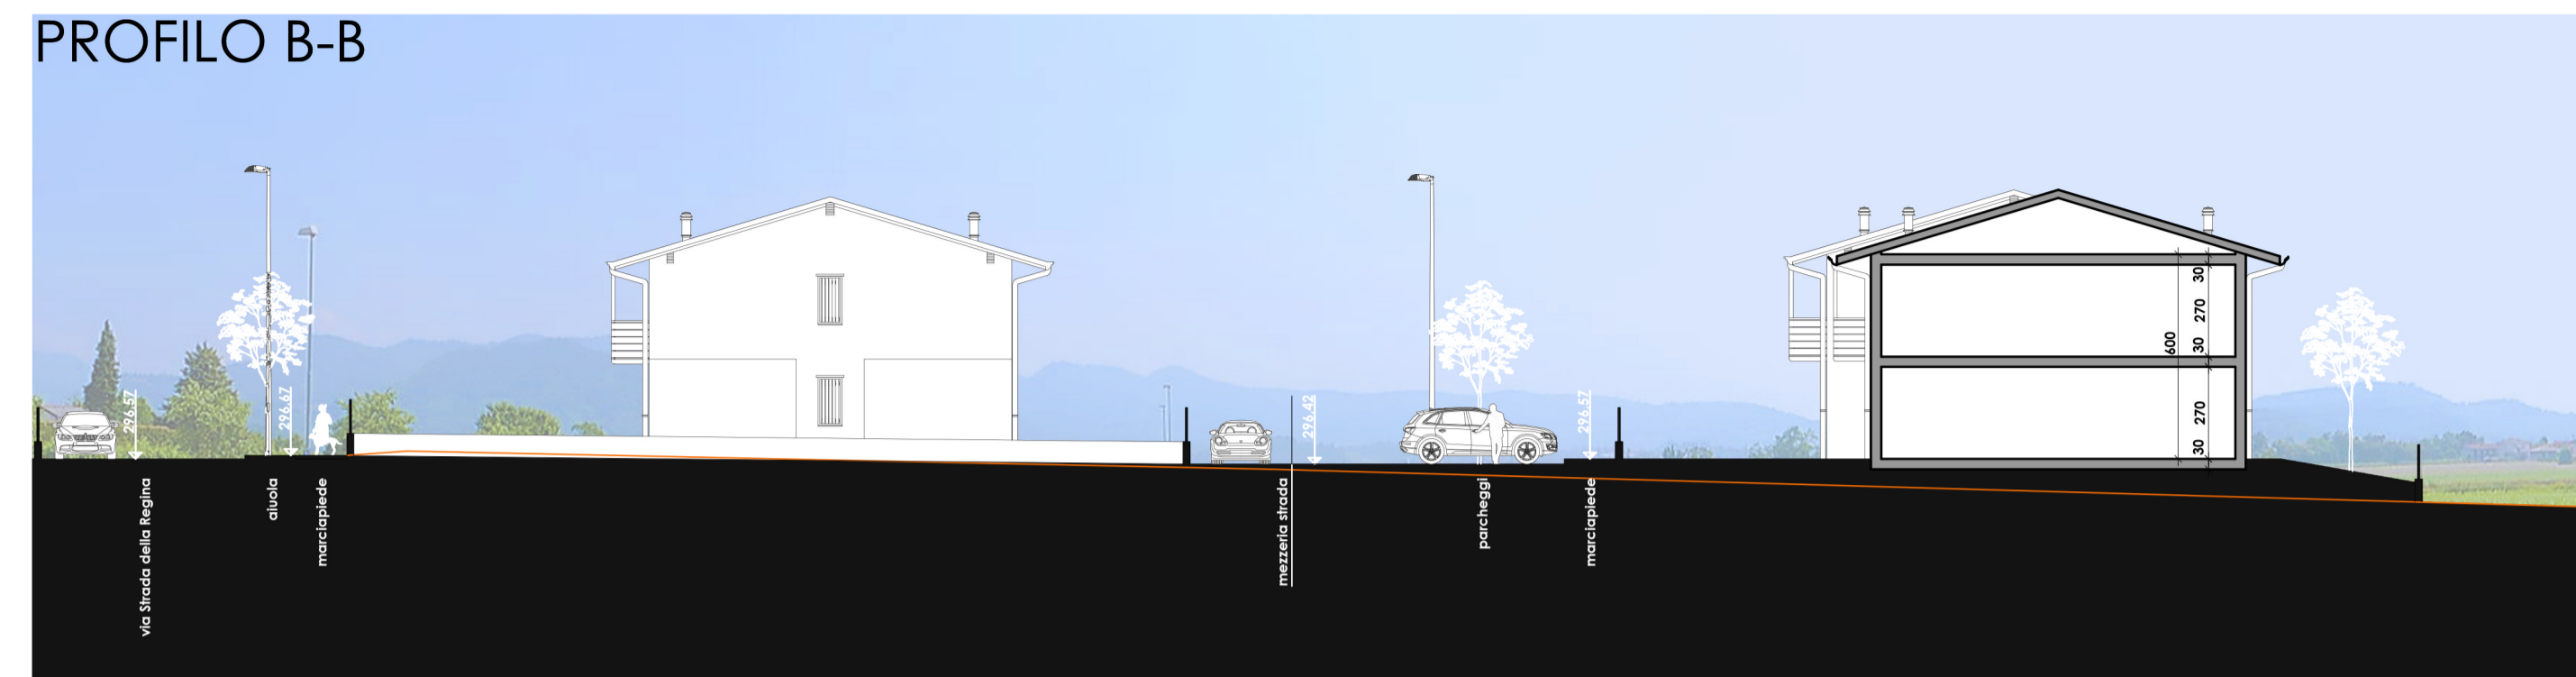 PROFILO B-B
296.57
296.67
296.42
296.57
600
30
270
30
270
30
via Strada della Regina
aiuola
marciapiede
mezzeria strada
parcheggi
marciapiede